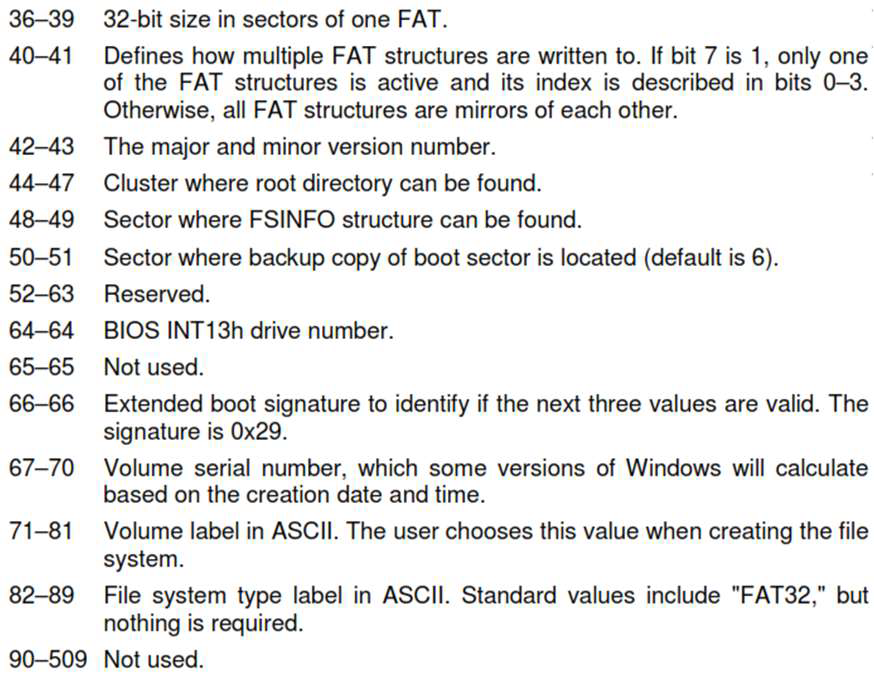 36–39 32-bit size in sectors of one FAT.
40–41 Defines how multiple FAT structures are written to. If bit 7 is 1, only one
of the FAT structures is active and its index is described in bits 0–3.
Otherwise, all FAT structures are mirrors of each other.
42–43 The major and minor version number.
44–47 Cluster where root directory can be found.
48–49 Sector where FSINFO structure can be found.
50–51 Sector where backup copy of boot sector is located (default is 6).
52–63 Reserved.
64–64 BIOS INT13h drive number.
65–65 Not used.
66–66 Extended boot signature to identify if the next three values are valid. The
signature is 0x29.
67–70 Volume serial number, which some versions of Windows will calculate
based on the creation date and time.
71–81 Volume label in ASCII. The user chooses this value when creating the file
system.
82–89 File system type label in ASCII. Standard values include "FAT32," but
nothing is required.
90–509 Not used.